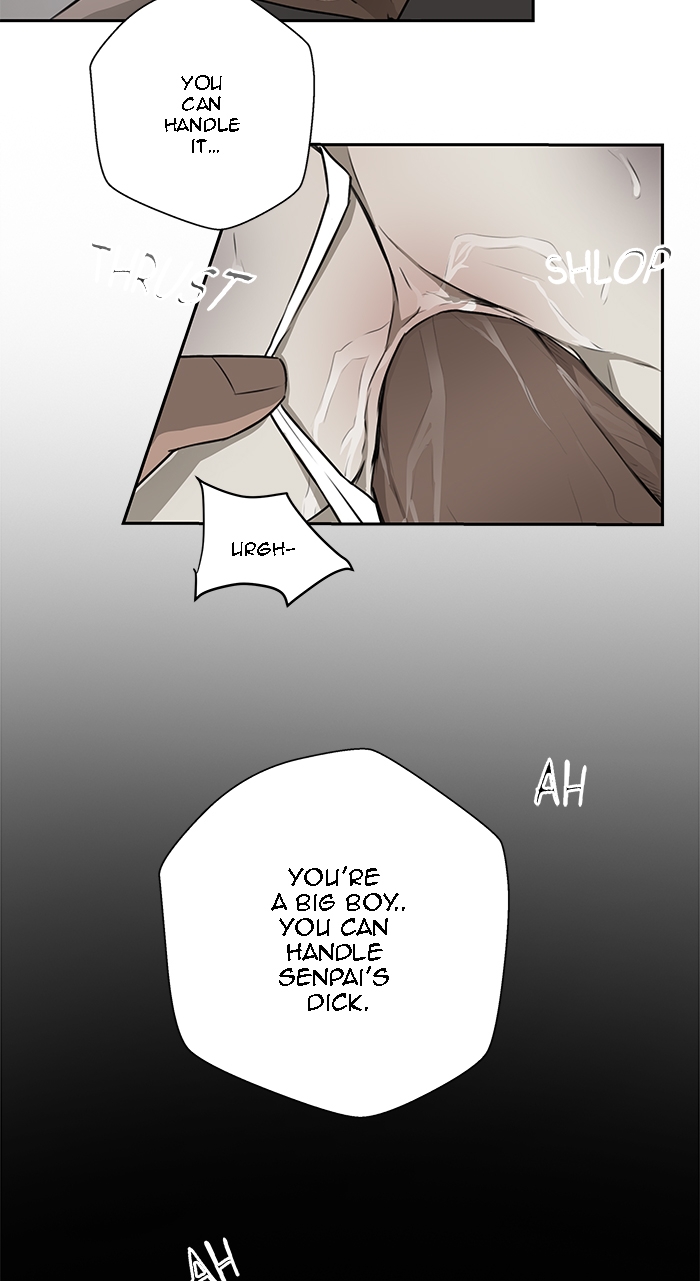 YOU
CAN
HANDLE
IT...
THRUST
SHLOP
URGH-
AH
YOU'RE
A BIG BOY..
YOU CAN
HANDLE
SENPAI'S
DICK.
AH